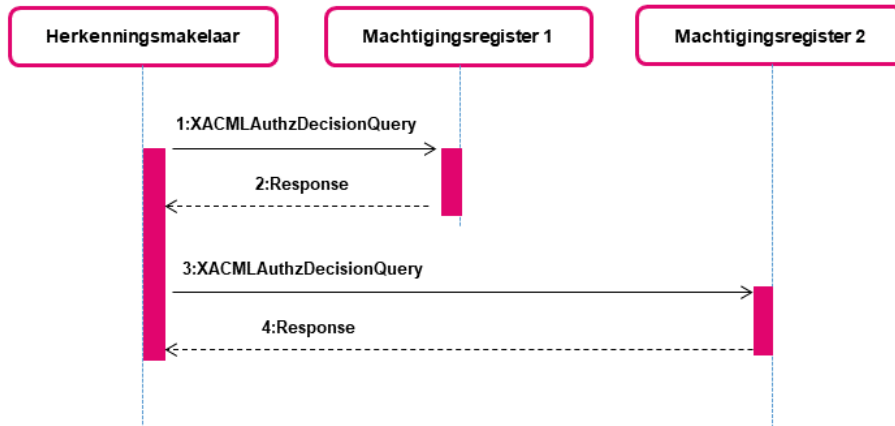 Herkenningsmakelaar
Machtigingsregister 1
Machtigingsregister 2
1:XACMLAuthzDecisionQuery
2:Response
3:XACMLAuthzDecisionQuery
4:Response